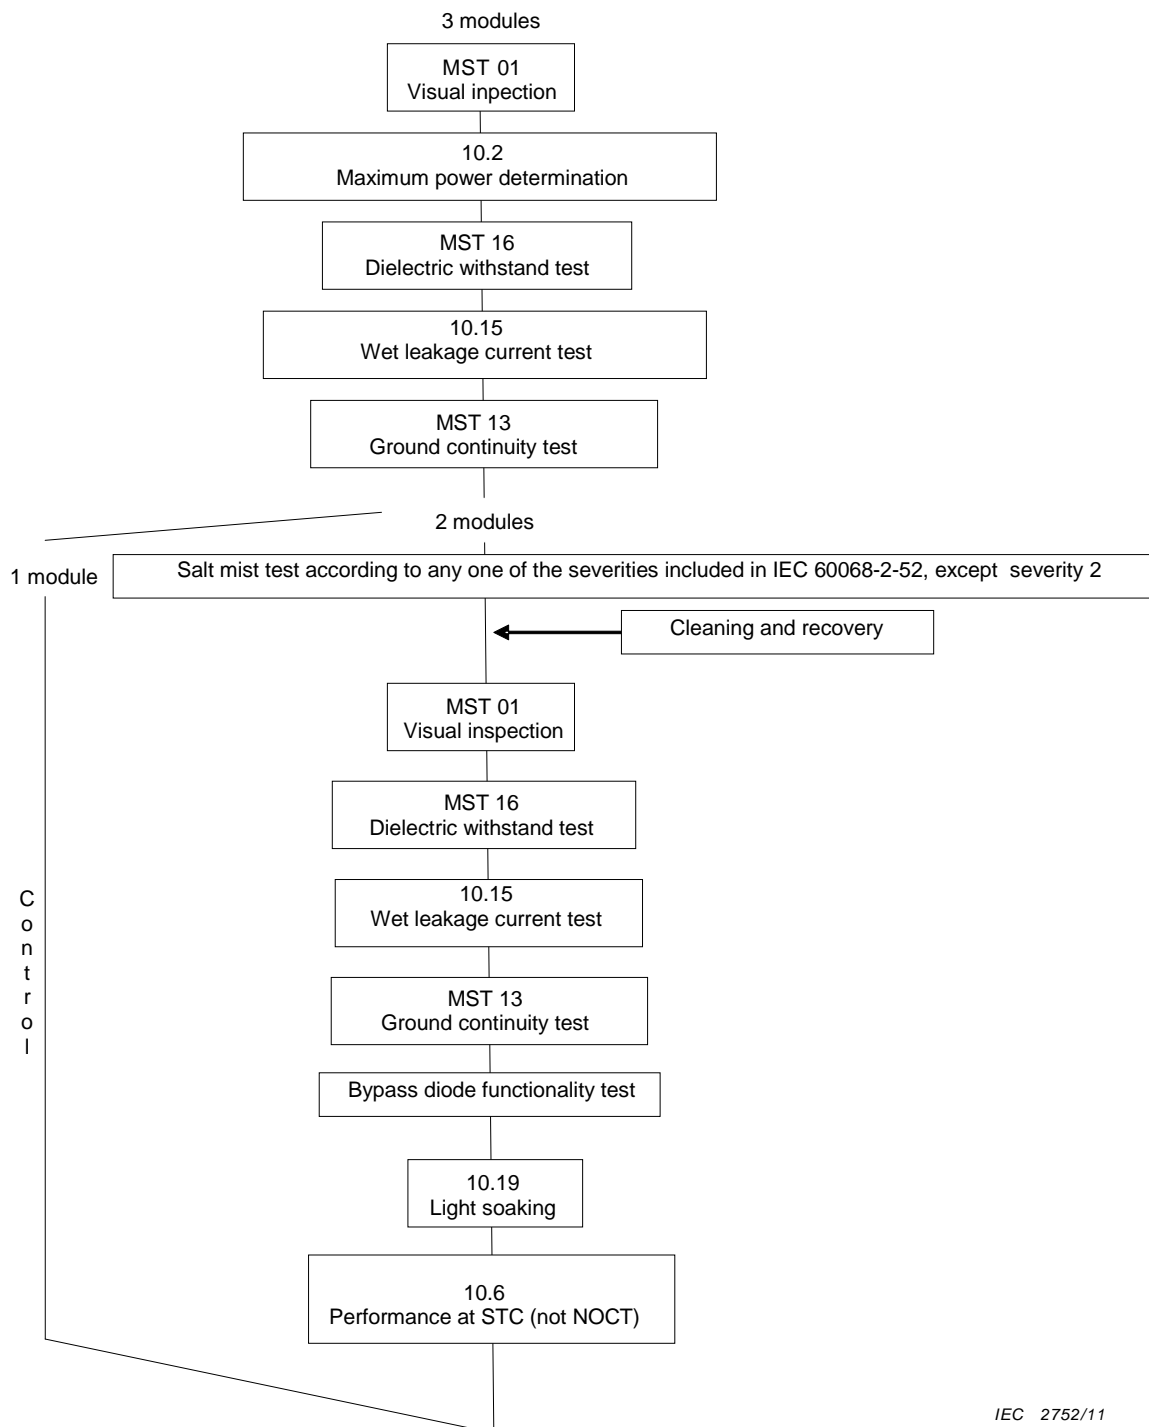 3 modules
MST 01
Visual inpection
10.2
Maximum power determination
MST 16
Dielectric withstand test
10.15
Wet leakage current test
MST 13
Ground continuity test
2 modules
1 module
Salt mist test according to any one of the severities included in IEC 60068-2-52, except severity 2
Cleaning and recovery
MST 01
Visual inspection
MST 16
Dielectric withstand test
10.15
Wet leakage current test
Control
MST 13
Ground continuity test
Bypass diode functionality test
10.19
Light soaking
10.6
Performance at STC (not NOCT)
IEC 2752/11